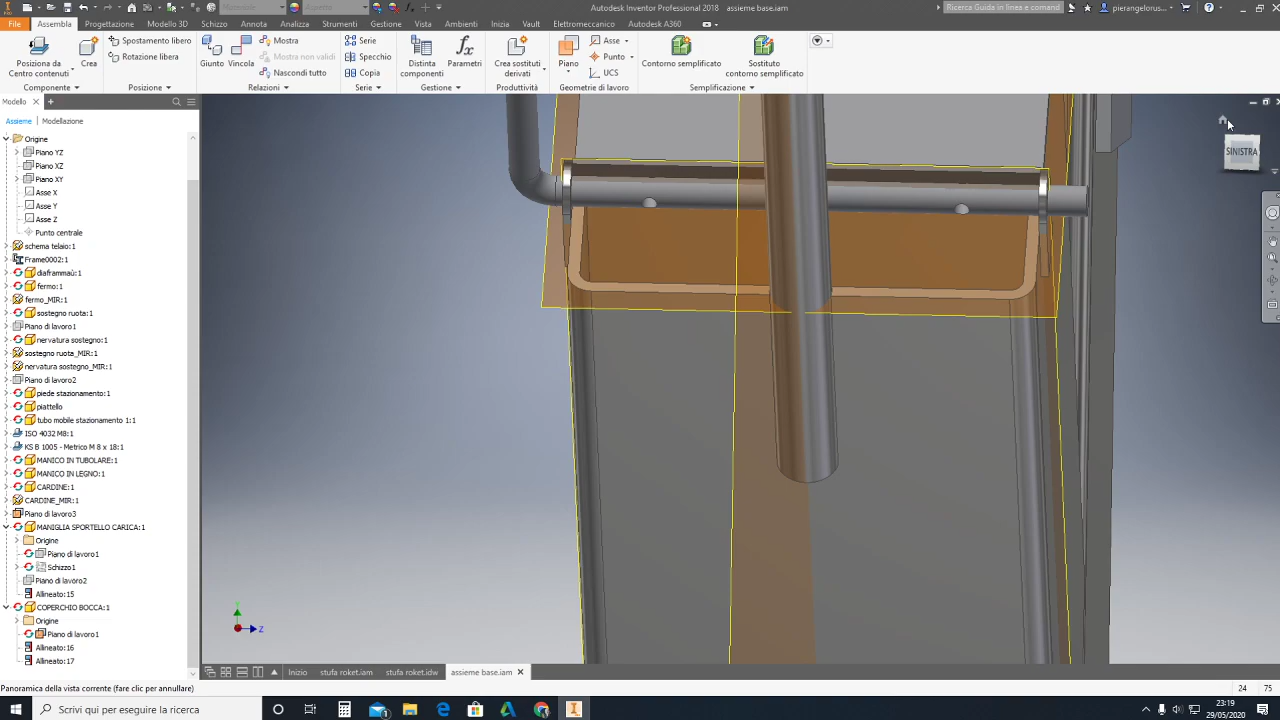 Autodesk Inventor Professional 2018   assieme base.iam
Ricerca Guida in linea e comand
pierangelorus...
File Assembla Progettazione Modello 3D Schizzo Annota Analizza Strumenti Gestione Vista Ambienti Inizia Vault Elettromeccanico Autodesk A360
Posiziona da Centro contenuti
Crea
Spostamento libero
Rotazione libera
Giunto
Vincola
Mostra
Mostra non validi
Nascondi tutto
Serie
Specchio
Copia
Distinta componenti
Parametri
Crea sostituti derivati
Piano
Asse
Punto
UCS
Contorno semplificato
Sostituto contorno semplificato
Componente
Posizione
Relazioni
Serie
Gestione
Produttività
Geometrie di lavoro
Semplificazione
Modello
Assieme Modellazione
Origine
Piano YZ
Piano XZ
Piano XY
Asse X
Asse Y
Asse Z
Punto centrale
schema telaio:1
Frame0002:1
diaframmaù:1
fermo:1
fermo_MIR:1
sostegno ruota:1
Piano di lavoro1
nervatura sostegno:1
sostegno ruota_MIR:1
nervatura sostegno_MIR:1
Piano di lavoro2
piede stazionamento:1
piattello
tubo mobile stazionamento 1:1
ISO 4032 M8:1
KS B 1005 - Metrico M 8 x 18:1
MANICO IN TUBOLARE:1
MANICO IN LEGNO:1
CARDINE:1
CARDINE_MIR:1
Piano di lavoro3
MANIGLIA SPORTELLO CARICA:1
Origine
Piano di lavoro1
Schizzo1
Piano di lavoro2
Allineato:15
COPERCHIO BOCCA:1
Origine
Piano di lavoro1
Allineato:16
Allineato:17
SINISTRA
Y
Z
Inizio stufa roket.iam stufa roket.idw assieme base.iam
Panoramica della vista corrente (fare clic per annullare)
24 75
Scrivi qui per eseguire la ricerca
23:19
29/05/2020